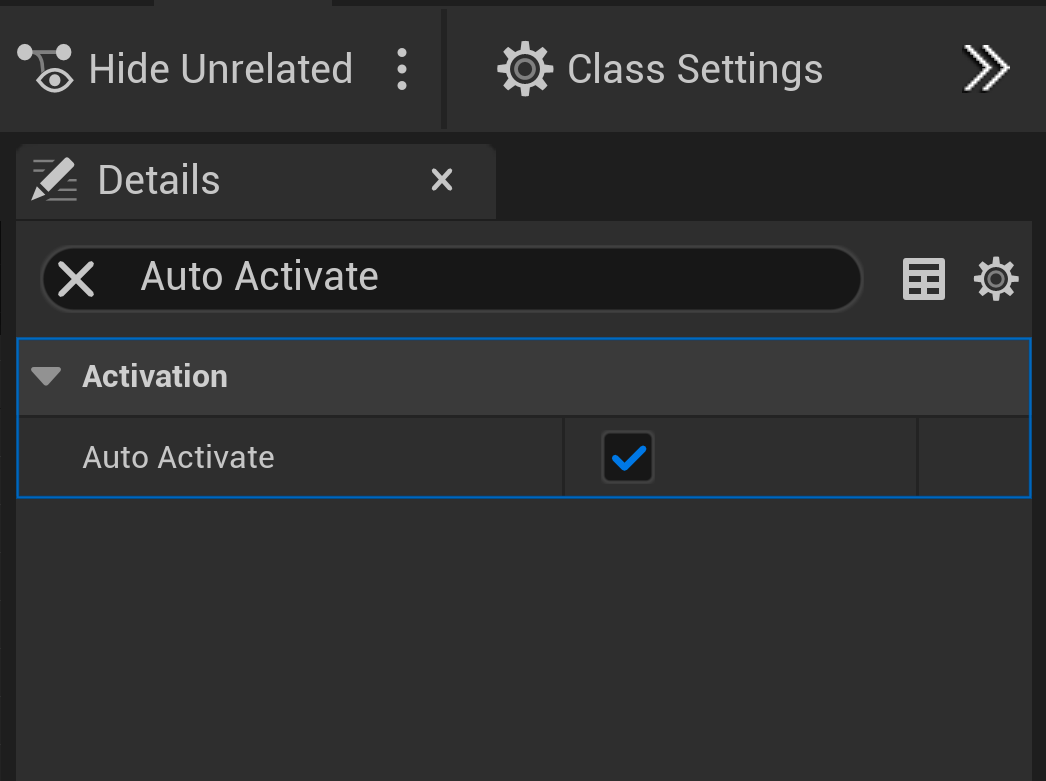 Hide Unrelated
Class Settings
Details
Auto Activate
Activation
Auto Activate